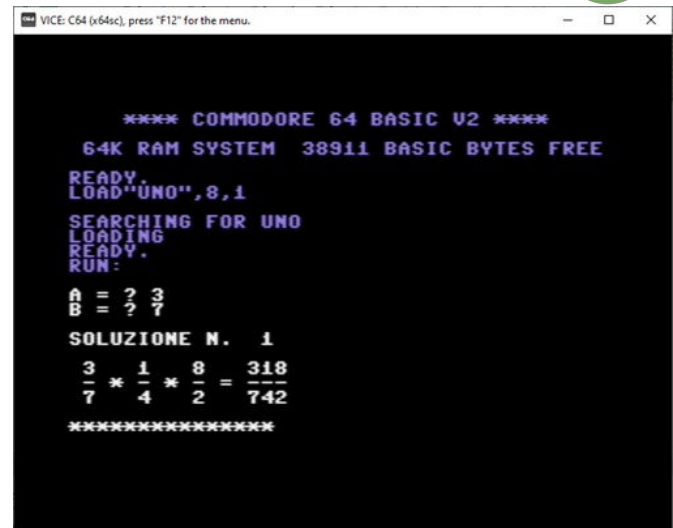 VICE: C64 (x64sc), press "F12" for the menu.
**** COMMODORE 64 BASIC V2 ****
64K RAM SYSTEM 38911 BASIC BYTES FREE
READY.
LOAD"UNO",8,1
SEARCHING FOR UNO
LOADING
READY.
RUN:
A = ? 3
B = ? 7
SOLUZIONE N. 1
3 1 8 318
- * - * - = ---
7 4 2 742
***************